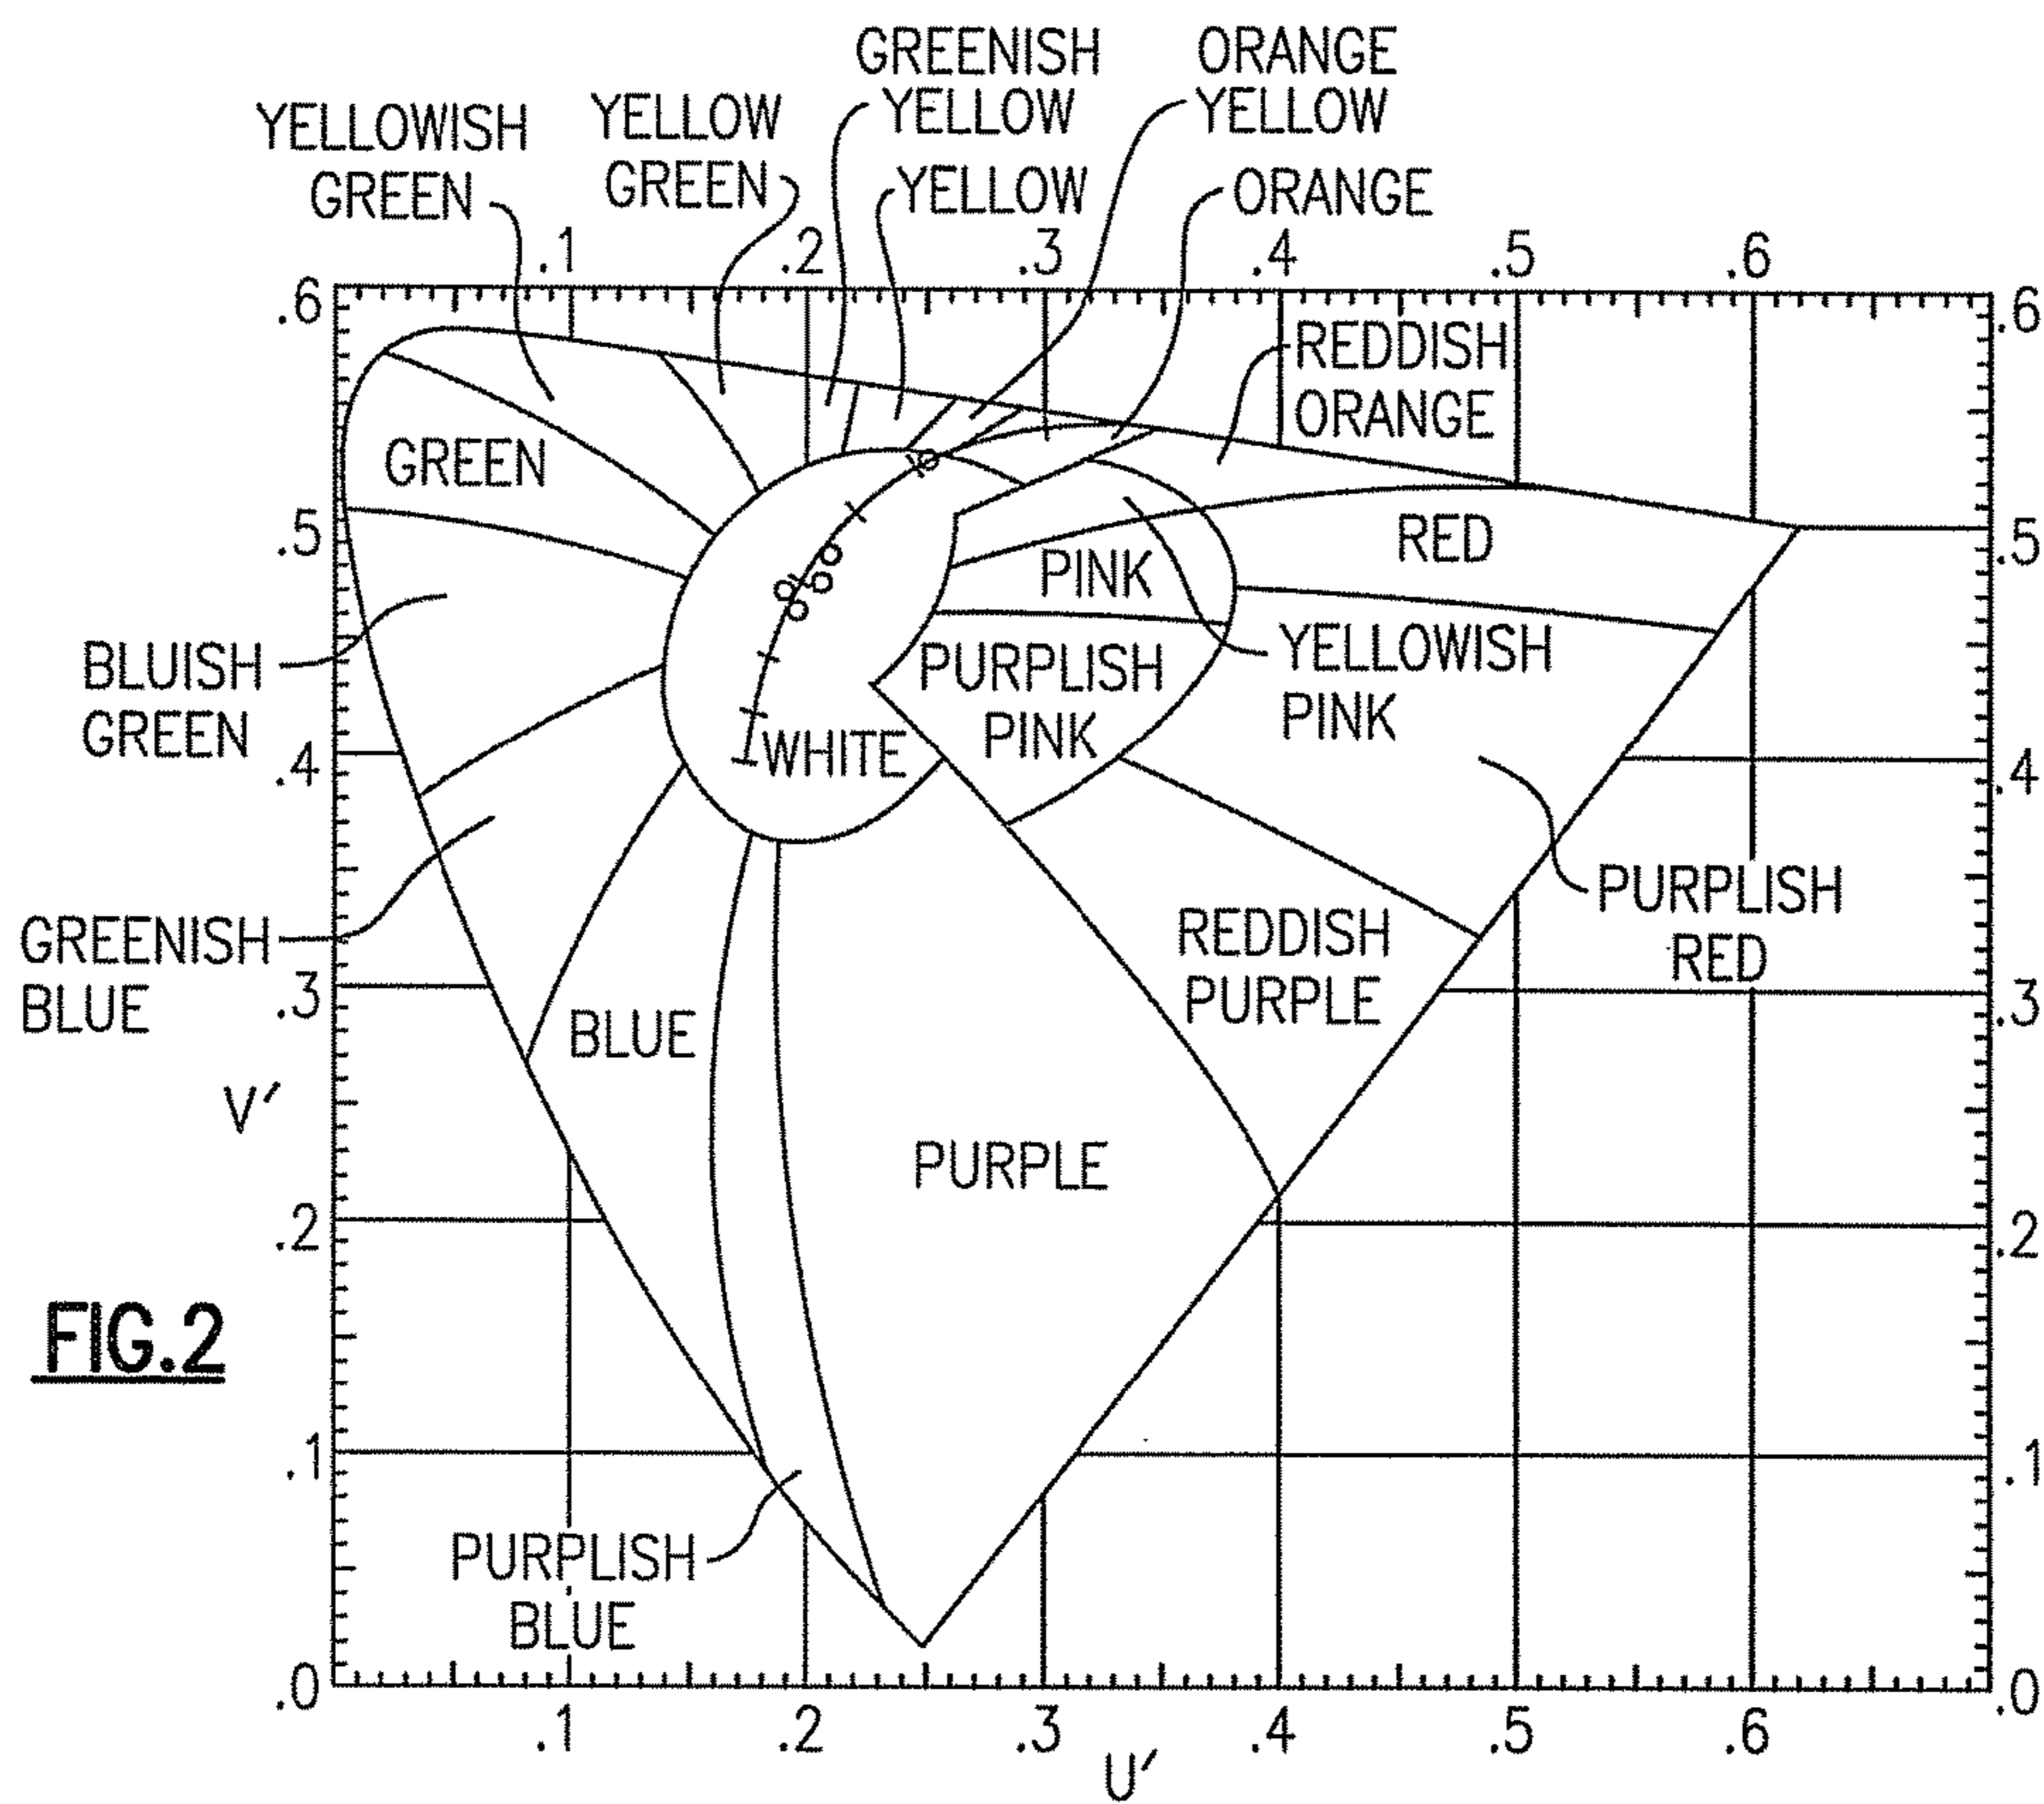 GREENISH
YELLOW
ORANGE
YELLOW
YELLOWISH
GREEN
YELLOW
GREEN
YELLOW
ORANGE
.1 .2 .3 .4 .5 .6
.6
.6
REDDISH
ORANGE
GREEN
.5
RED
.5
PINK
BLUISH
GREEN
PURPLISH
PINK
YELLOWISH
PINK
WHITE
.4
.4
PURPLISH
RED
GREENISH
BLUE
REDDISH
PURPLE
.3
BLUE
.3
V'
PURPLE
.2
.2
FIG.2
.1
.1
PURPLISH
BLUE
.0
.0
.1 .2 .3 .4 .5 .6
U'